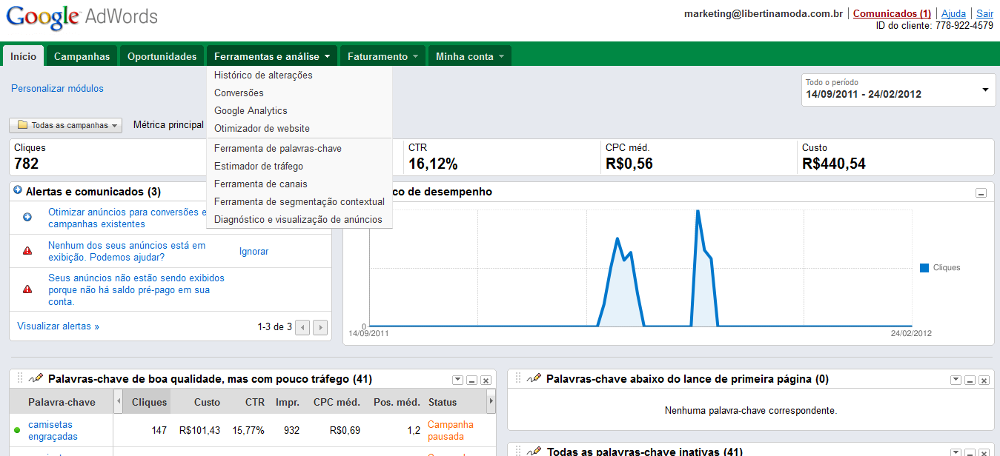 Google AdWords
marketing@libertinamoda.com.br Comunicados (1) Ajuda Sair
ID do cliente: 778-922-4579
Início Campanhas Oportunidades Ferramentas e análise Faturamento Minha conta
Histórico de alterações
Conversões
Google Analytics
Otimizador de website
Ferramenta de palavras-chave
Estimador de tráfego
Ferramenta de canais
Ferramenta de segmentação contextual
Diagnóstico e visualização de anúncios
Personalizar módulos
Todo o período
14/09/2011 - 24/02/2012
Todas as campanhas Métrica principal
Cliques
782
CTR
16,12%
CPC méd.
R$0,56
Custo
R$440,54
Alertas e comunicados (3)
Otimizar anúncios para conversões e
campanhas existentes
Nenhum dos seus anúncios está em
exibição. Podemos ajudar?
Ignorar
Seus anúncios não estão sendo exibidos
porque não há saldo pré-pago em sua
conta.
Visualizar alertas »
1-3 de 3
co de desempenho
0
14/09/2011
24/02/2012
Cliques
Palavras-chave de boa qualidade, mas com pouco tráfego (41)
Palavra-chave Cliques Custo CTR Impr. CPC méd. Pos. méd. Status
camisetas
engraçadas
147 R$101,43 15,77% 932 R$0,69 1,2
Campanha
pausada
Palavras-chave abaixo do lance de primeira página (0)
Nenhuma palavra-chave correspondente.
Todas as palavras-chave inativas (41)